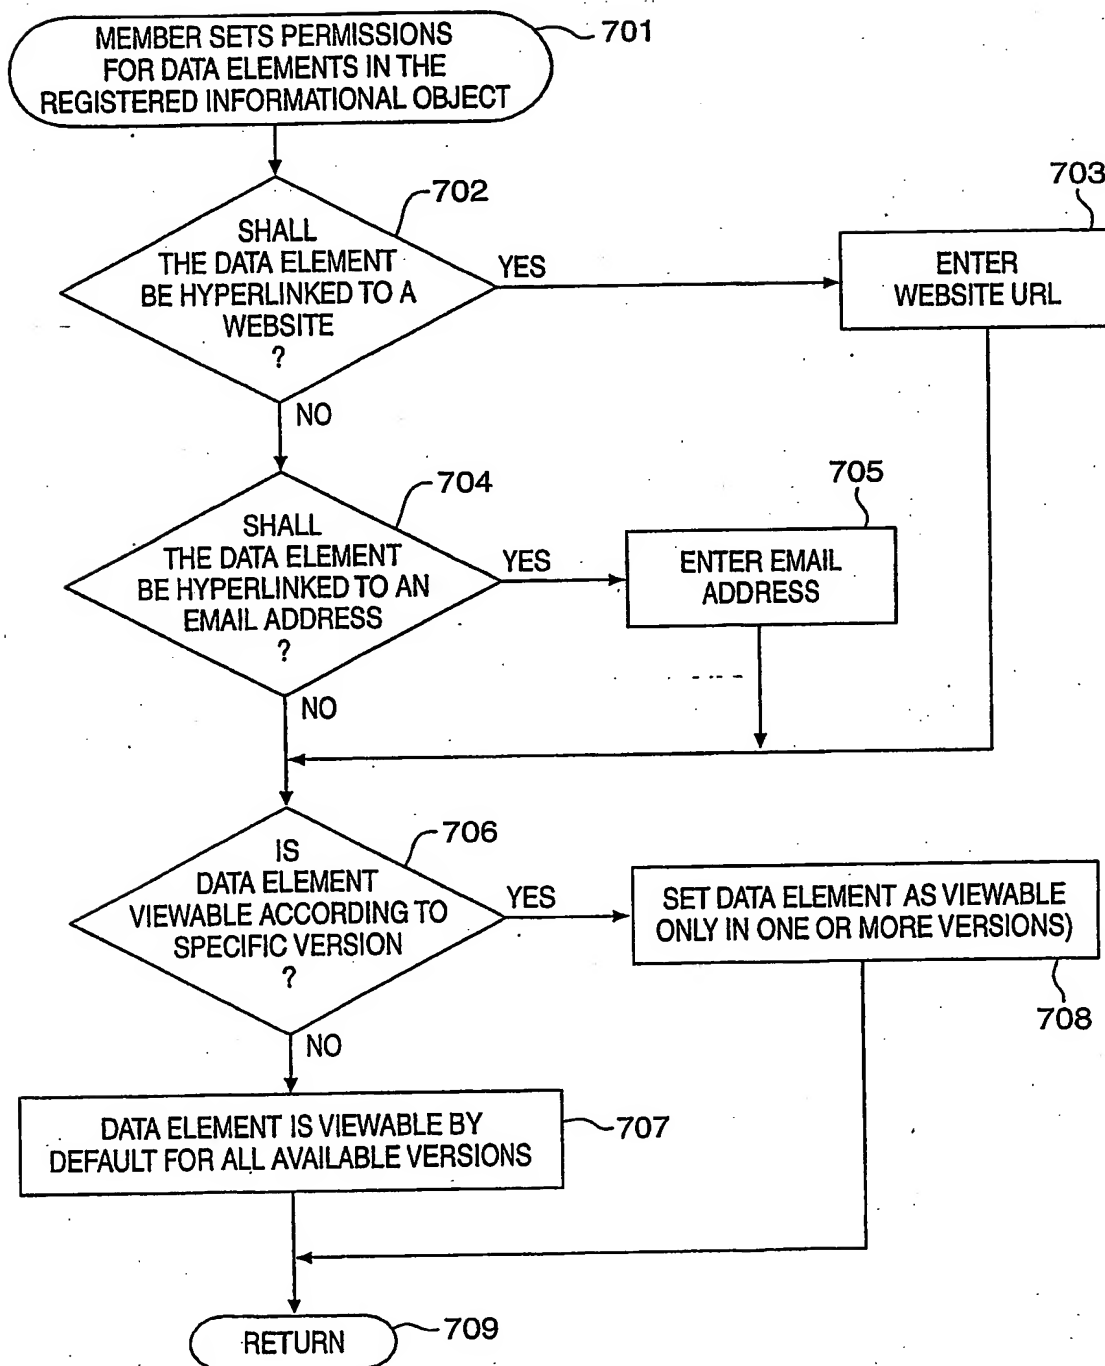 MEMBER SETS PERMISSIONS
FOR DATA ELEMENTS IN THE
REGISTERED INFORMATIONAL OBJECT
701
SHALL
THE DATA ELEMENT
BE HYPERLINKED TO A
WEBSITE
?
702
YES
ENTER
WEBSITE URL
703
NO
SHALL
THE DATA ELEMENT
BE HYPERLINKED TO AN
EMAIL ADDRESS
?
704
YES
ENTER EMAIL
ADDRESS
705
NO
IS
DATA ELEMENT
VIEWABLE ACCORDING TO
SPECIFIC VERSION
?
706
YES
SET DATA ELEMENT AS VIEWABLE
ONLY IN ONE OR MORE VERSIONS)
708
NO
DATA ELEMENT IS VIEWABLE BY
DEFAULT FOR ALL AVAILABLE VERSIONS
707
RETURN
709